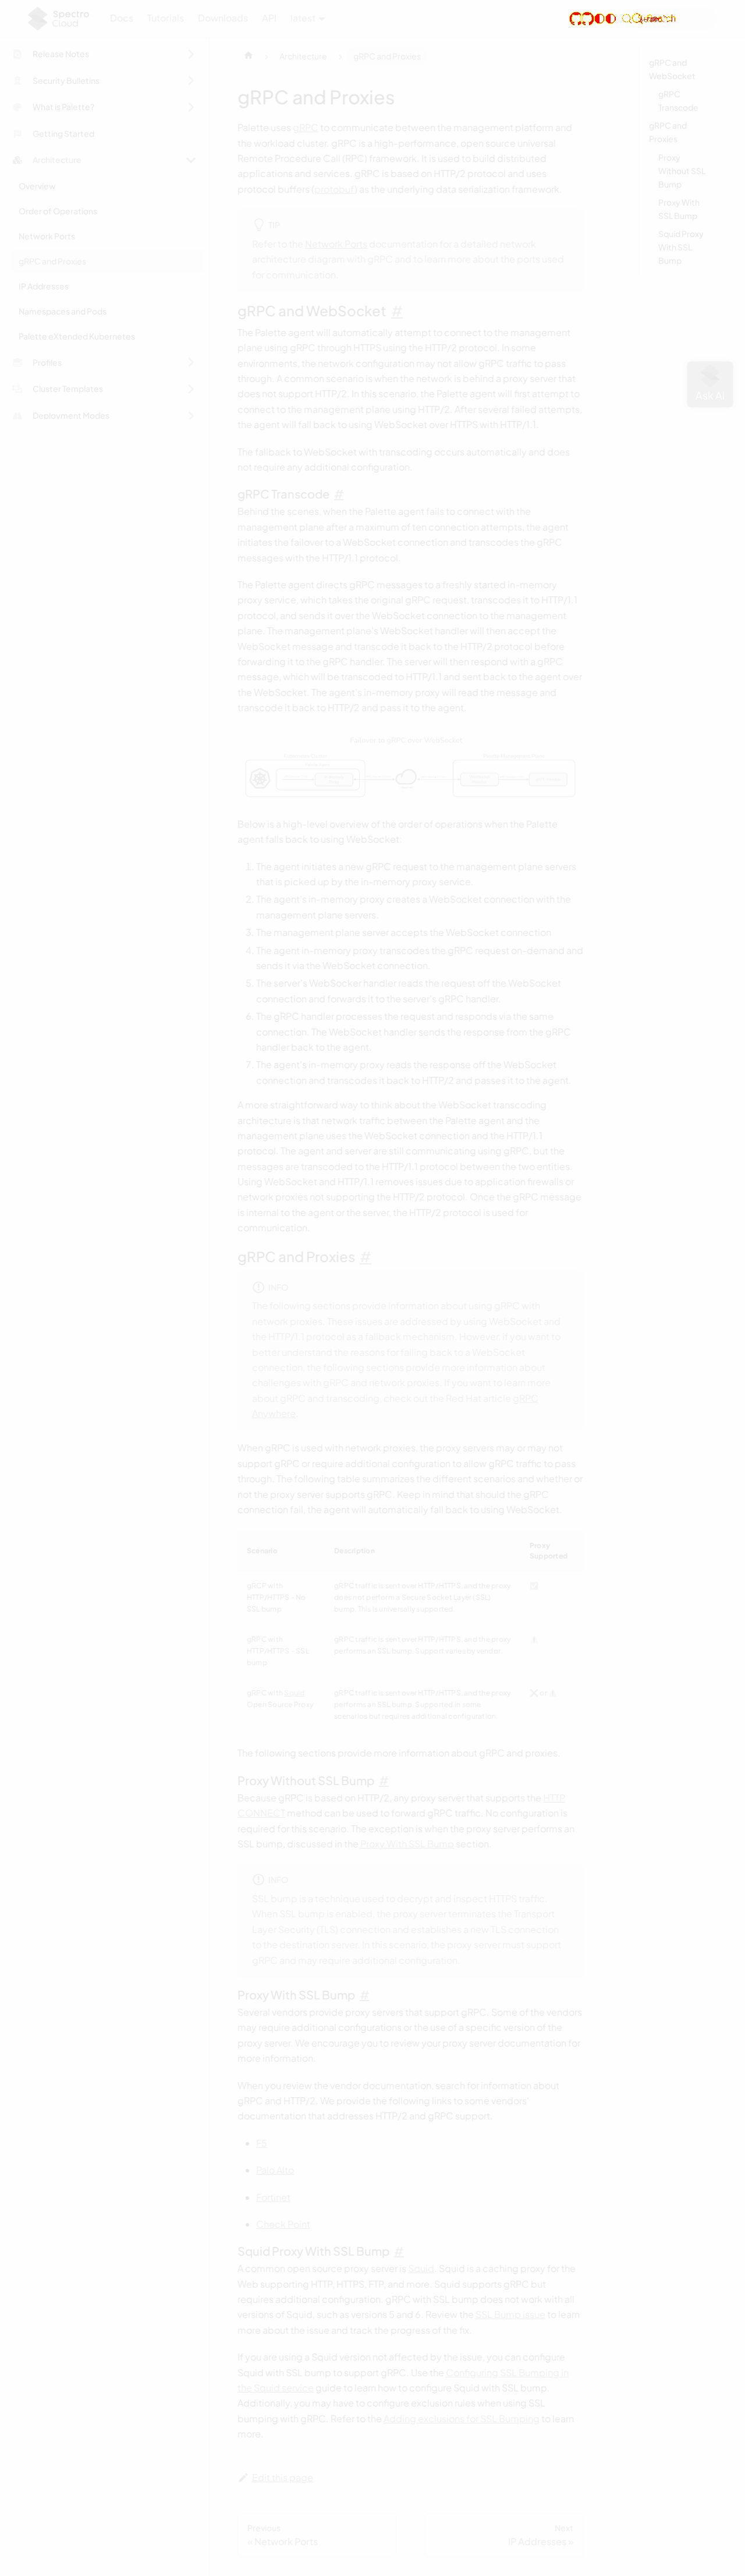 Spectro Cloud
Docs Tutorials Downloads API latest
Release Notes
Security Bulletins
What is Palette?
Getting Started
Architecture
Overview
Order of Operations
Network Ports
gRPC and Proxies
IP Addresses
Namespaces and Pods
Palette eXtended Kubernetes
Profiles
Cluster Templates
Deployment Modes
Architecture
gRPC and Proxies
gRPC and Proxies
Palette uses gRPC to communicate between the management platform and
the workload cluster. gRPC is a high-performance, open source universal
Remote Procedure Call (RPC) framework. It is used to build distributed
applications and services. gRPC is based on HTTP/2 protocol and uses
protocol buffers (protobuf) as the underlying data serialization framework.
TIP
Refer to the Network Ports documentation for a detailed network
architecture diagram with gRPC and to learn more about the ports used
for communication.
gRPC and WebSocket #
The Palette agent will automatically attempt to connect to the management
plane using gRPC through HTTPS using the HTTP/2 protocol. In some
environments, the network configuration may not allow gRPC traffic to pass
through. A common scenario is when the network is behind a proxy server that
does not support HTTP/2. In this scenario, the Palette agent will first attempt to
connect to the management plane using HTTP/2. After several failed attempts,
the agent will fall back to using WebSocket over HTTPS with HTTP/1.1.
The fallback to WebSocket with transcoding occurs automatically and does
not require any additional configuration.
gRPC Transcode #
Behind the scenes, when the Palette agent fails to connect with the
management plane after a maximum of ten connection attempts, the agent
initiates the failover to a WebSocket connection and transcodes the gRPC
messages with the HTTP/1.1 protocol.
The Palette agent directs gRPC messages to a freshly started in-memory
proxy service, which takes the original gRPC request, transcodes it to HTTP/1.1
protocol, and sends it over the WebSocket connection to the management
plane. The management plane's WebSocket handler will then accept the
WebSocket message and transcode it back to the HTTP/2 protocol before
forwarding it to the gRPC handler. The server will then respond with a gRPC
message, which will be transcoded to HTTP/1.1 and sent back to the agent over
the WebSocket. The agent's in-memory proxy will read the message and
transcode it back to HTTP/2 and pass it to the agent.
Failover to gRPC over WebSocket
Below is a high-level overview of the order of operations when the Palette
agent falls back to using WebSocket:
1. The agent initiates a new gRPC request to the management plane servers
that is picked up by the in-memory proxy service.
2. The agent's in-memory proxy creates a WebSocket connection with the
management plane servers.
3. The management plane server accepts the WebSocket connection.
4. The agent in-memory proxy transcodes the gRPC request on-demand and
sends it via the WebSocket connection.
5. The server's WebSocker handler reads the request off the WebSocket
connection and forwards it to the server's gRPC handler.
6. The gRPC handler processes the request and responds via the same
connection. The WebSocket handler sends the response from the gRPC
handler back to the agent.
7. The agent's in-memory proxy reads the response off the WebSocket
connection and transcodes it back to HTTP/2 and passes it to the agent.
A more straightforward way to think about the WebSocket transcoding
architecture is that network traffic between the Palette agent and the
management plane uses the WebSocket connection and the HTTP/1.1
protocol. The agent and server are still communicating using gRPC, but the
messages are transcoded to the HTTP/1.1 protocol between the two entities.
Using WebSocket and HTTP/1.1 removes issues due to application firewalls or
network proxies not supporting the HTTP/2 protocol. Once the gRPC message
is internal to the agent or the server, the HTTP/2 protocol is used for
communication.
gRPC and Proxies #
INFO
The following sections provide information about using gRPC with
network proxies. These issues are addressed by using WebSocket and
the HTTP/1.1 protocol as a fallback mechanism. However, if you want to
better understand the reasons for falling back to a WebSocket
connection, the following sections provide more information about
challenges with gRPC and network proxies. If you want to learn more
about gRPC and transcoding, check out the Red Hat article gRPC
Anywhere.
When gRPC is used with network proxies, the proxy servers may or may not
support gRPC or require additional configuration to allow gRPC traffic to pass
through. The following table summarizes the different scenarios and whether or
not the proxy server supports gRPC. Keep in mind that should the gRPC
connection fail, the agent will automatically fall back to using WebSocket.
Scenario Description Proxy Supported
gRCP with HTTP/HTTPS - No SSL bump
gRPC traffic is sent over HTTP/HTTPS, and the proxy
does not perform a Secure Socket Layer (SSL)
bump. This is universally supported.
gRPC with HTTP/HTTPS - SSL bump
gRPC traffic is sent over HTTP/HTTPS, and the proxy
performs an SSL bump. Support varies by vendor.
gRPC with Squid Open Source Proxy
gRPC traffic is sent over HTTP/HTTPS, and the proxy
performs an SSL bump. Supported in some
scenarios but requires additional configuration.
or
The following sections provide more information about gRPC and proxies.
Proxy Without SSL Bump #
Because gRPC is based on HTTP/2, any proxy server that supports the HTTP
CONNECT method can be used to forward gRPC traffic. No configuration is
required for this scenario. The exception is when the proxy server performs an
SSL bump, discussed in the Proxy With SSL Bump section.
INFO
SSL bump is a technique used to decrypt and inspect HTTPS traffic.
When SSL bump is enabled, the proxy server terminates the Transport
Layer Security (TLS) connection and establishes a new TLS connection
to the destination server. In this scenario, the proxy server must support
gRPC and may require additional configuration.
Proxy With SSL Bump #
Several vendors provide proxy servers that support gRPC. Some of the vendors
may require additional configurations or the use of a specific version of the
proxy server. We encourage you to review your proxy server documentation for
more information.
When you review the vendor documentation, search for information about
gRPC and HTTP/2. We provide the following links to some vendors'
documentation that addresses HTTP/2 and gRPC support.
F5
Palo Alto
Fortinet
Check Point
Squid Proxy With SSL Bump #
A common open source proxy server is Squid. Squid is a caching proxy for the
Web supporting HTTP, HTTPS, FTP, and more. Squid supports gRPC but
requires additional configuration. gRPC with SSL bump does not work with all
versions of Squid, such as versions 5 and 6. Review the SSL Bump issue to learn
more about the issue and track the progress of the fix.
If you are using a Squid version not affected by the issue, you can configure
Squid with SSL bump to support gRPC. Use the Configuring SSL Bumping in
the Squid service guide to learn how to configure Squid with SSL bump.
Additionally, you may have to configure exclusion rules when using SSL
bumping with gRPC. Refer to the Adding exclusions for SSL Bumping to learn
more.
Edit this page
Previous
« Network Ports
Next
IP Addresses »
gRPC and
WebSocket
gRPC
Transcode
gRPC and
Proxies
Proxy
Without SSL
Bump
Proxy With
SSL Bump
Squid Proxy
With SSL
Bump
Ask AI